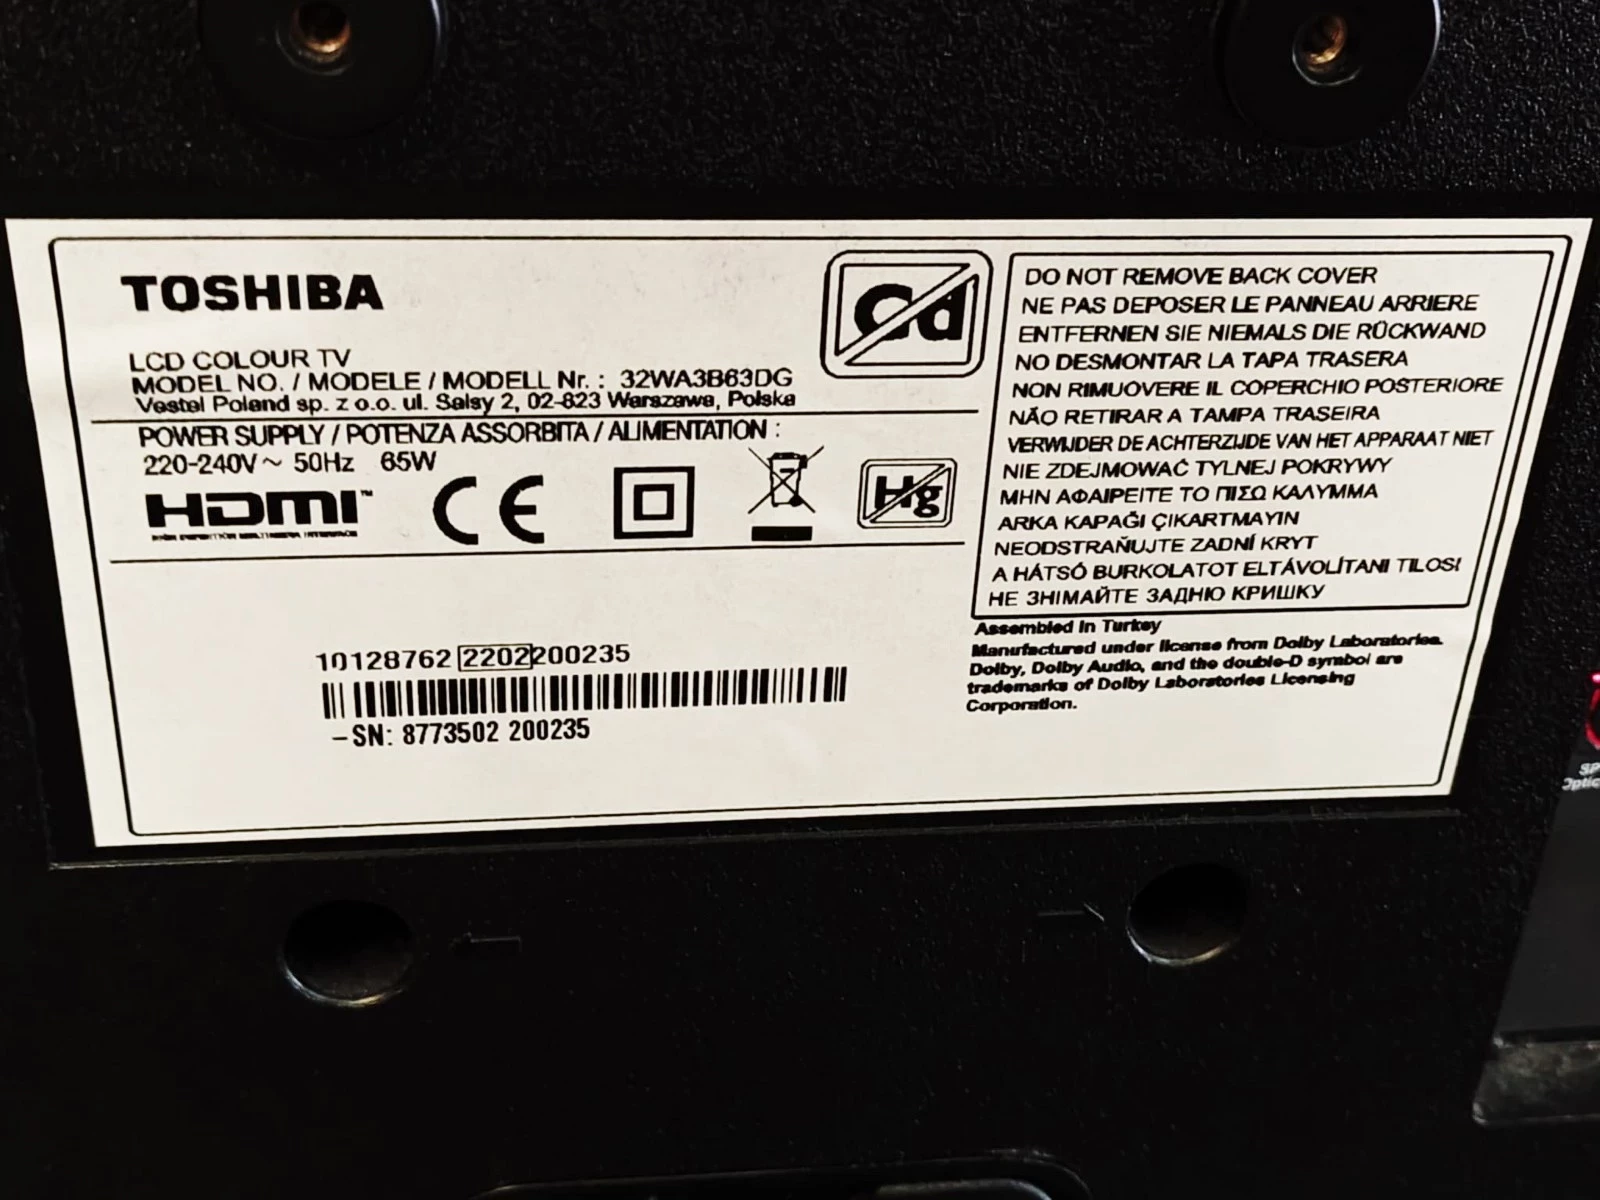 TOSHIBA
LCD COLOUR TV
MODEL NO. / MODELE / MODELL Nr. : 32WA3B63DG
Vestel Poland sp. z o.o. ul. Salsy 2, 02-823 Warszawa, Polska
POWER SUPPLY / POTENZA ASSORBITA / ALIMENTATION :
220-240V ~ 50Hz 65W
HDMI™
HIGH DEFINITION MULTIMEDIA INTERFACE
CE
Hg
Cd
10128762 2202 200235
–SN: 8773502 200235
DO NOT REMOVE BACK COVER
NE PAS DEPOSER LE PANNEAU ARRIERE
ENTFERNEN SIE NIEMALS DIE RÜCKWAND
NO DESMONTAR LA TAPA TRASERA
NON RIMUOVERE IL COPERCHIO POSTERIORE
NÃO RETIRAR A TAMPA TRASEIRA
VERWIJDER DE ACHTERZIJDE VAN HET APPARAAT NIET
NIE ZDEJMOWAĆ TYLNEJ POKRYWY
ΜΗΝ ΑΦΑΙΡΕΙΤΕ ΤΟ ΠΙΣΩ ΚΑΛΥΜΜΑ
ARKA KAPAĞI ÇIKARTMAYIN
NEODSTRAŇUJTE ZADNÍ KRYT
A HÁTSÓ BURKOLATOT ELTÁVOLÍTANI TILOS!
НЕ ЗНІМАЙТЕ ЗАДНЮ КРИШКУ
Assembled in Turkey
Manufactured under license from Dolby Laboratories.
Dolby, Dolby Audio, and the double-D symbol are
trademarks of Dolby Laboratories Licensing
Corporation.